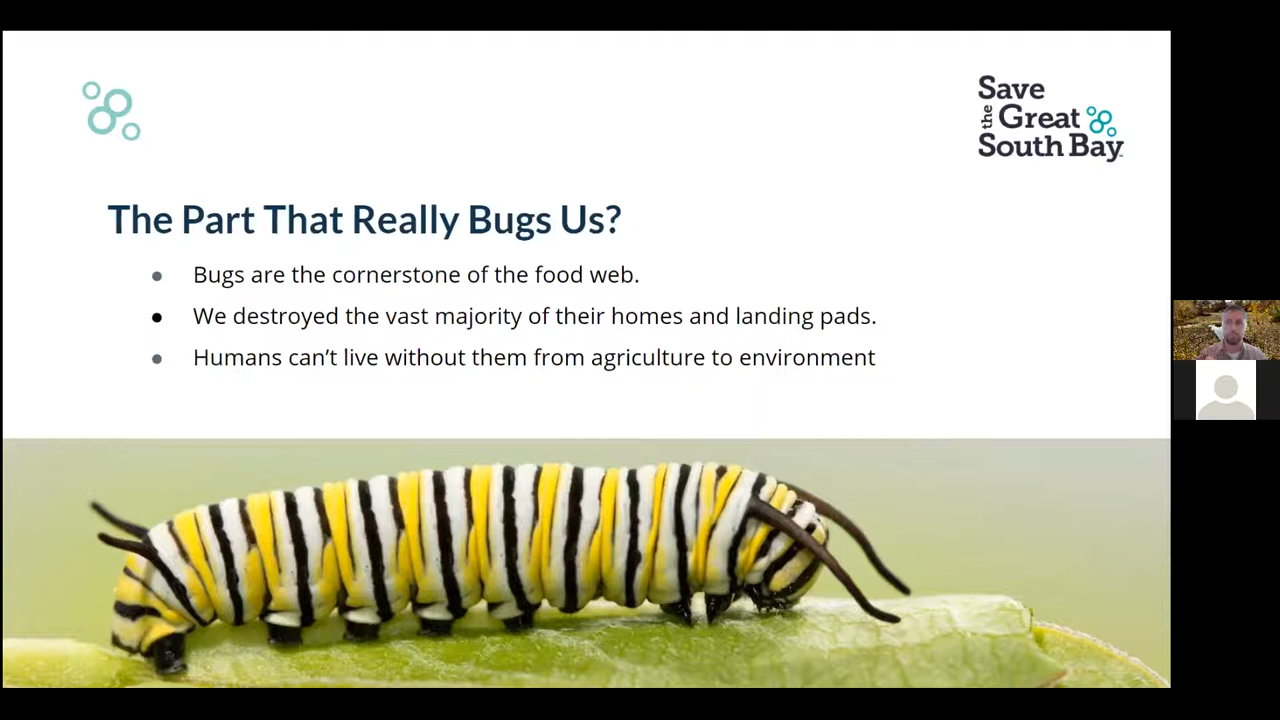 Save
the Great
South Bay
The Part That Really Bugs Us?
Bugs are the cornerstone of the food web.
We destroyed the vast majority of their homes and landing pads.
Humans can’t live without them from agriculture to environment